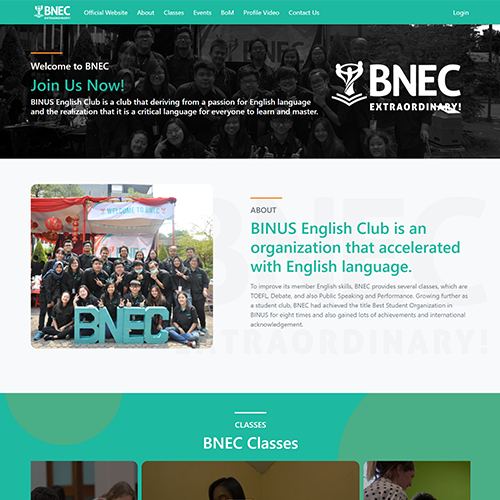 BNEC
EXTRAORDINARY!
Official Website About Classes Events BoM Profile Video Contact Us Login
Welcome to BNEC
Join Us Now!
BINUS English Club is a club that deriving from a passion for English language
and the realization that it is a critical language for everyone to learn and master.
BNEC
EXTRAORDINARY!
WELCOME TO BNEC
BNEC
BNEC
EXTRAORDINARY!
ABOUT
BINUS English Club is an
organization that accelerated
with English language.
To improve its member English skills, BNEC provides several classes, which are
TOEFL, Debate, and also Public Speaking and Performance. Growing further as
a student club, BNEC had achieved the title Best Student Organization in
BINUS for eight times and also gained lots of achievements and international
acknowledgement.
CLASSES
BNEC Classes